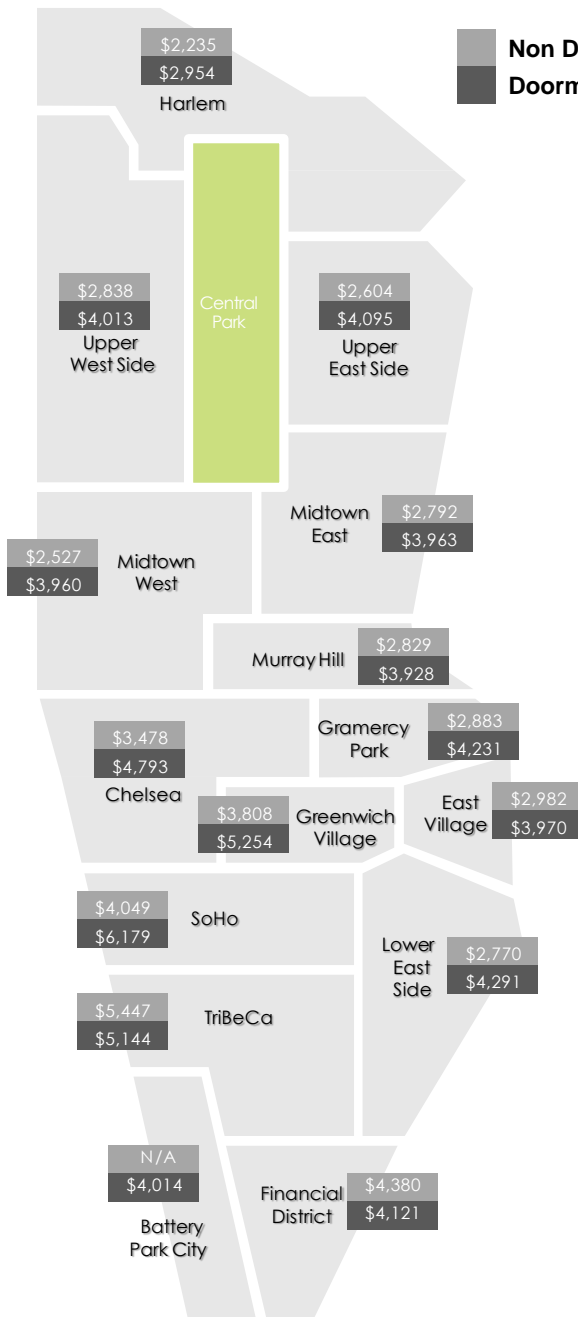 $2,235
$2,954
Harlem
Non D
Doorm
$2,838
$4,013
Upper
West Side
Central
Park
$2,604
$4,095
Upper
East Side
Midtown
East
$2,792
$3,963
$2,527
$3,960
Midtown
West
Murray Hill
$2,829
$3,928
$3,478
$4,793
Chelsea
Gramercy
Park
$2,883
$4,231
$3,808
$5,254
Greenwich
Village
East
Village
$2,982
$3,970
$4,049
$6,179
SoHo
Lower
East
Side
$2,770
$4,291
$5,447
$5,144
TriBeCa
N/A
$4,014
Battery
Park City
Financial
District
$4,380
$4,121